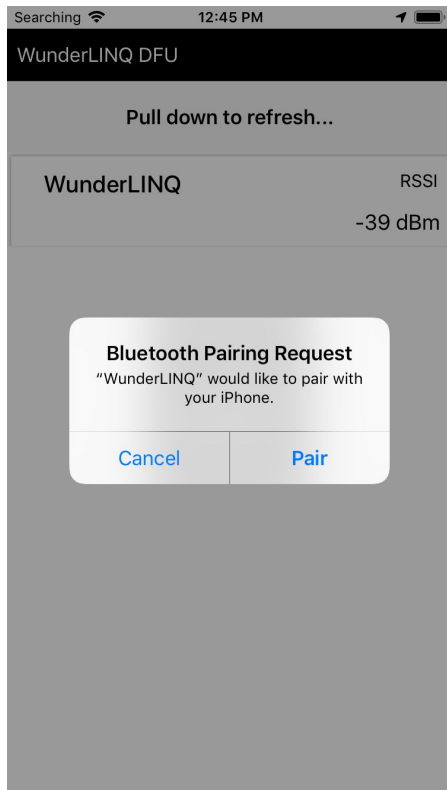 Searching 12:45 PM
WunderLINQ DFU
Pull down to refresh...
WunderLINQ RSSI
-39 dBm
Bluetooth Pairing Request
“WunderLINQ” would like to pair with
your iPhone.
Cancel Pair